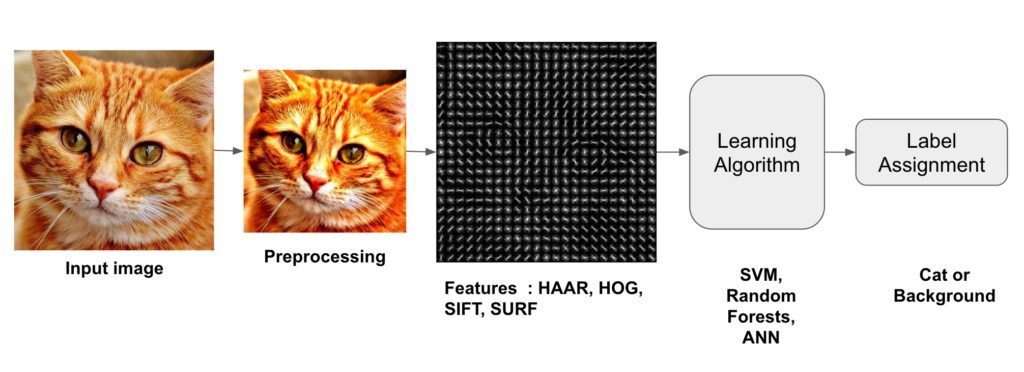 Input image
Preprocessing
Features : HAAR, HOG,
SIFT, SURF
Learning
Algorithm
SVM,
Random
Forests,
ANN
Label
Assignment
Cat or
Background